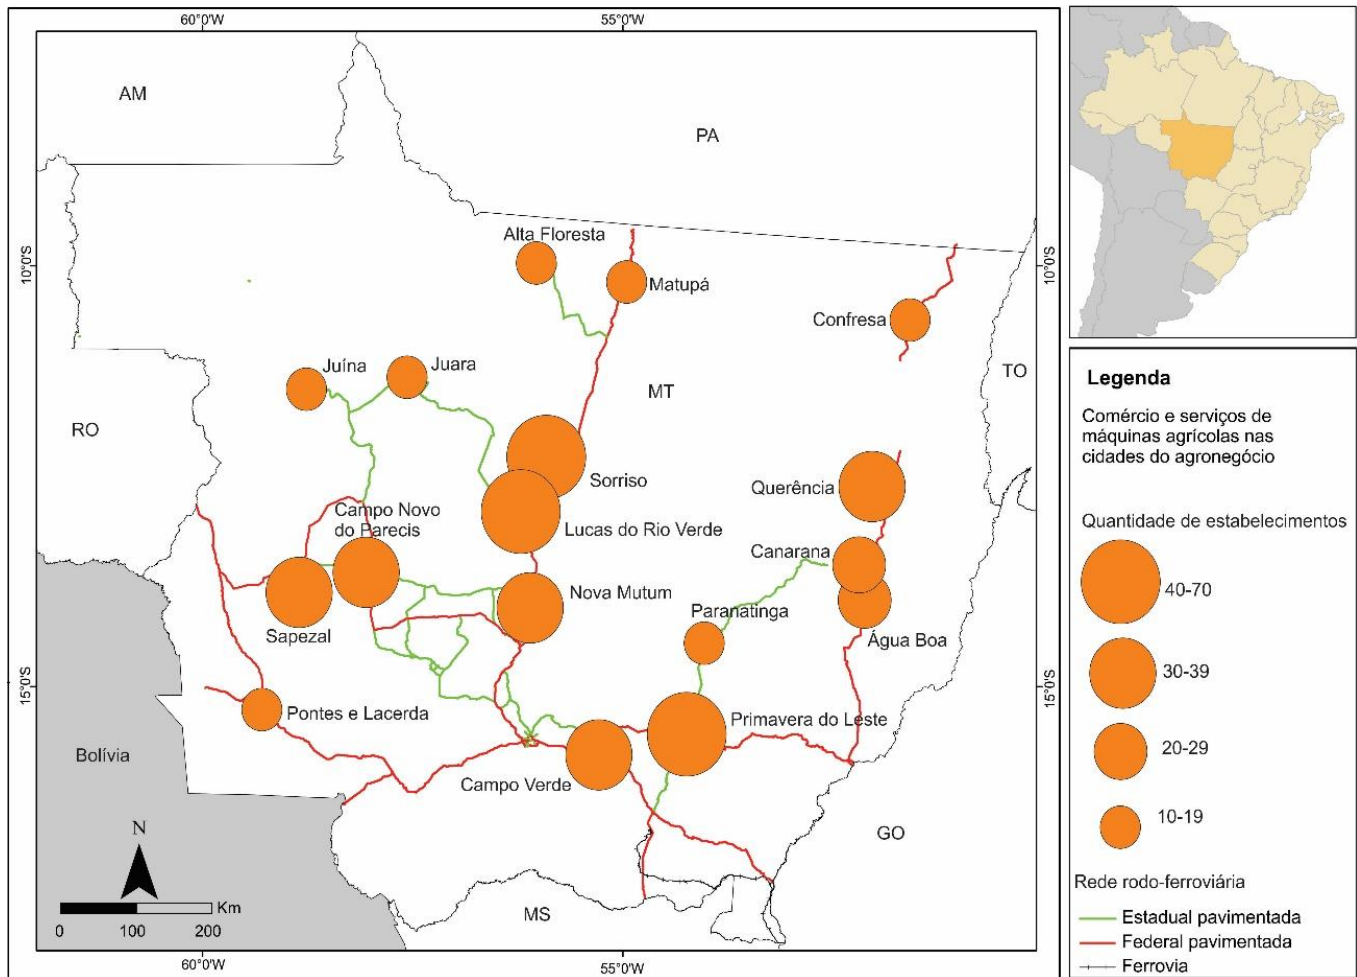 60°0'W
55°0'W
AM
PA
Alta Floresta
10°0'S
10°0'S
Matupá
Confresa
Juína
Juara
MT
TO
RO
Sorriso
Querência
Campo Novo
do Parecis
Lucas do Rio Verde
Canarana
Nova Mutum
Paranatinga
Sapezal
Água Boa
15°0'S
15°0'S
Pontes e Lacerda
Primavera do Leste
Bolívia
Campo Verde
N
GO
Km
0 100 200
MS
60°0'W
55°0'W
Legenda
Comércio e serviços de
máquinas agrícolas nas
cidades do agronegócio
Quantidade de estabelecimentos
40-70
30-39
20-29
10-19
Rede rodo-ferroviária
Estadual pavimentada
Federal pavimentada
Ferrovia